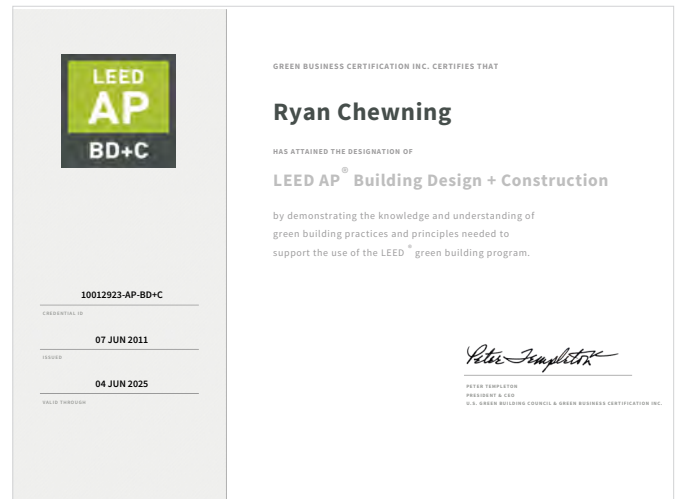 LEED
AP
BD+C
10012923-AP-BD+C
CREDENTIAL ID
07 JUN 2011
ISSUED
04 JUN 2025
VALID THROUGH
GREEN BUSINESS CERTIFICATION INC. CERTIFIES THAT
Ryan Chewning
HAS ATTAINED THE DESIGNATION OF
LEED AP® Building Design + Construction
by demonstrating the knowledge and understanding of
green building practices and principles needed to
support the use of the LEED ® green building program.
Peter Templeton
PETER TEMPLETON
PRESIDENT & CEO
U.S. GREEN BUILDING COUNCIL & GREEN BUSINESS CERTIFICATION INC.